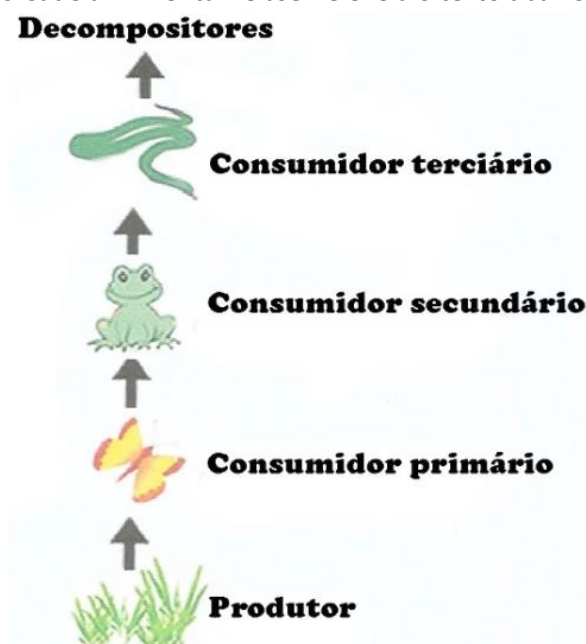 Decompositores
Consumidor terciário
Consumidor secundário
Consumidor primário
Produtor